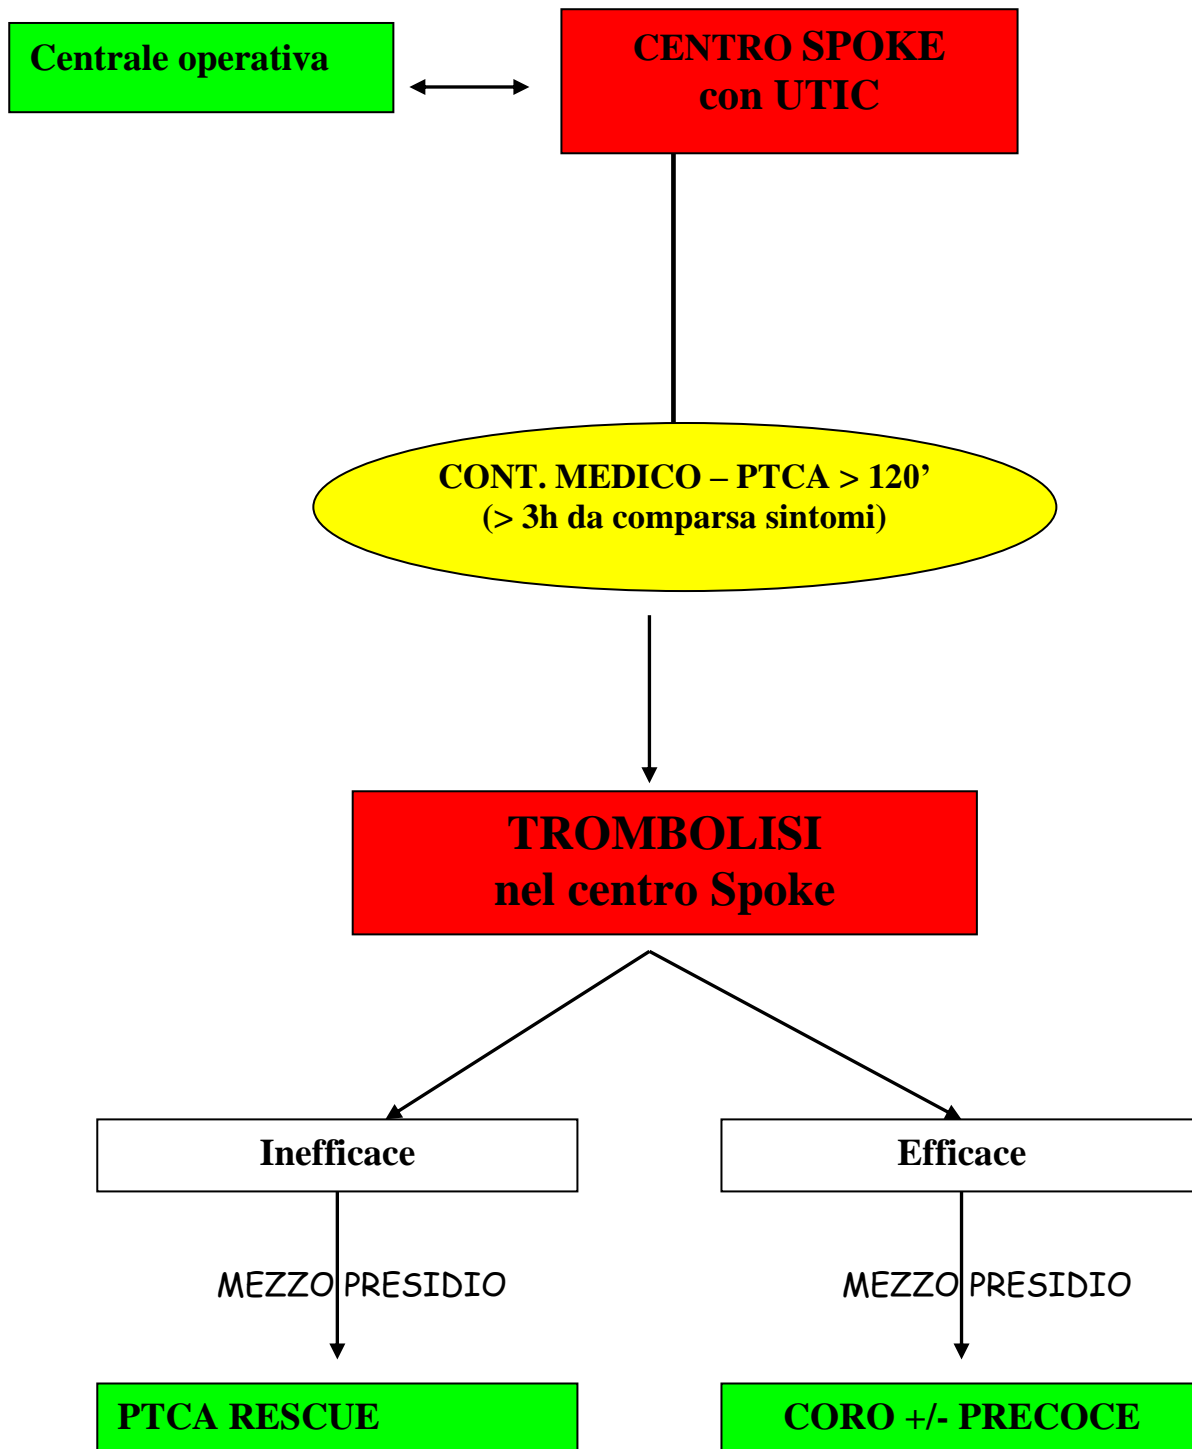 Centrale operativa
CENTRO SPOKE
con UTIC
CONT. MEDICO – PTCA > 120’
(> 3h da comparsa sintomi)
TROMBOLISI
nel centro Spoke
Inefficace
Efficace
MEZZO PRESIDIO
MEZZO PRESIDIO
PTCA RESCUE
CORO +/- PRECOCE